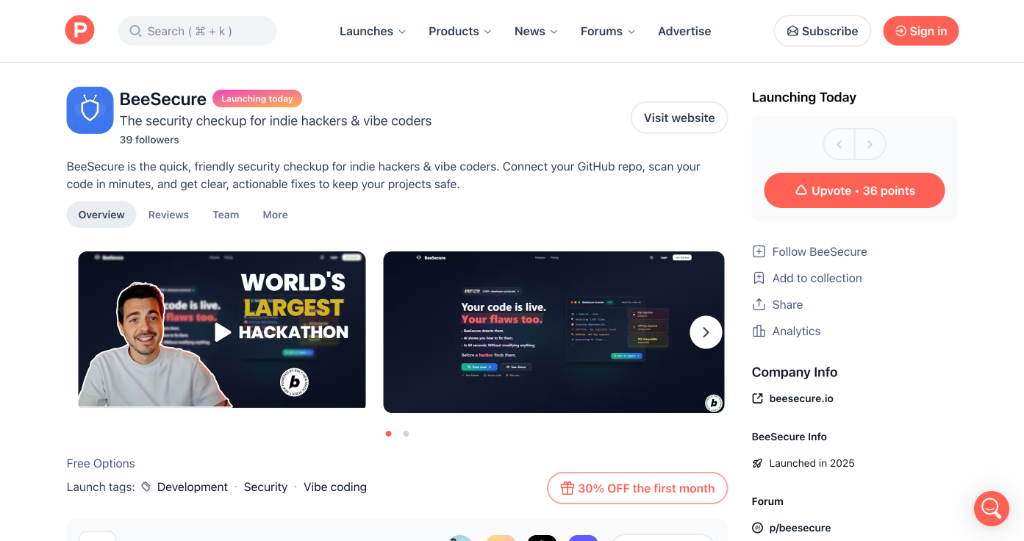 P
Search ( ⌘ + k )
Launches
Products
News
Forums
Advertise
Subscribe
Sign in
BeeSecure
Launching today
The security checkup for indie hackers & vibe coders
39 followers
Visit website
BeeSecure is the quick, friendly security checkup for indie hackers & vibe coders. Connect your GitHub repo, scan your
code in minutes, and get clear, actionable fixes to keep your projects safe.
Overview
Reviews
Team
More
WORLD'S
LARGEST
HACKATHON
code is live.
b
BeeSecure
Your code is live.
Your flaws too.
Before a hacker finds them.
b
Free Options
Launch tags:
Development · Security · Vibe coding
30% OFF the first month
Launching Today
Upvote • 36 points
Follow BeeSecure
Add to collection
Share
Analytics
Company Info
beesecure.io
BeeSecure Info
Launched in 2025
Forum
p/beesecure